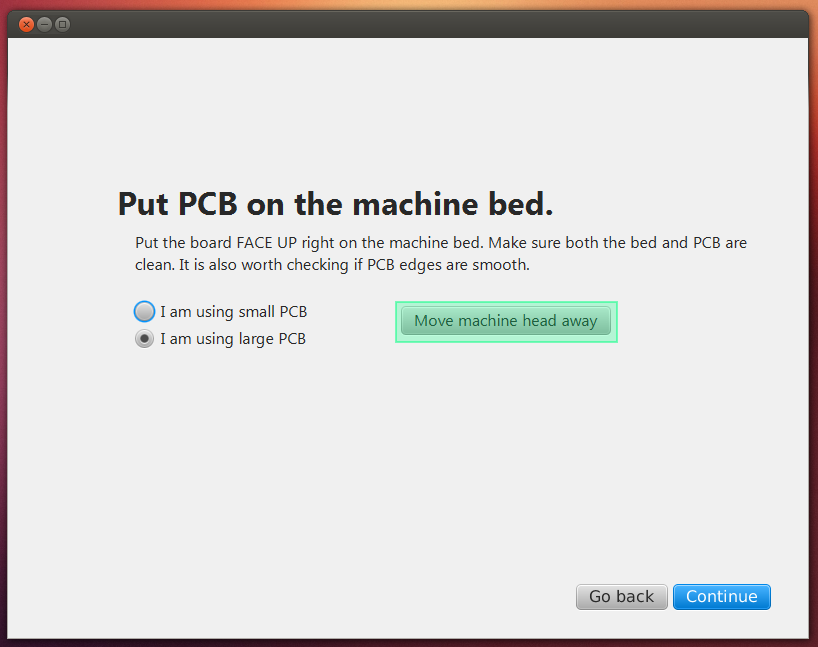 Put PCB on the machine bed.
Put the board FACE UP right on the machine bed. Make sure both the bed and PCB are
clean. It is also worth checking if PCB edges are smooth.
I am using small PCB
Move machine head away
I am using large PCB
Go back
Continue